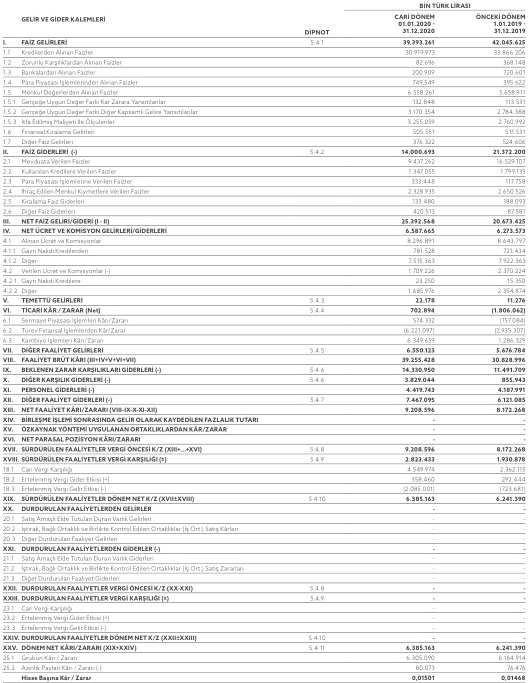 BİN TÜRK LİRASI
GELİR VE GİDER KALEMLERİ DİPNOT CARİ DÖNEM 01.01.2020 - 31.12.2020 ÖNCEKİ DÖNEM 1.01.2019 - 31.12.2019
I. FAİZ GELİRLERİ 5.4.1 39.393.261 42.045.625
1.1 Kredilerden Alınan Faizler 30.919.973 33.866.206
1.2 Zorunlu Karşılıklardan Alınan Faizler 82.696 368.148
1.3 Bankalardan Alınan Faizler 200.909 720.601
1.4 Para Piyasası İşlemlerinden Alınan Faizler 749.549 395.622
1.5 Menkul Değerlerden Alınan Faizler 6.558.261 5.658.911
1.5.1 Gerçeğe Uygun Değer Farkı Kar Zarara Yansıtılanlar 132.848 113.531
1.5.2 Gerçeğe Uygun Değer Farkı Diğer Kapsamlı Gelire Yansıtılanlar 3.170.354 2.784.388
1.5.3 İtfa Edilmiş Maliyeti İle Ölçülenler 3.255.059 2.760.992
1.6 Finansal Kiralama Gelirleri 505.551 511.531
1.7 Diğer Faiz Gelirleri 376.322 524.606
II. FAİZ GİDERLERİ (-) 5.4.2 14.000.693 21.372.200
2.1 Mevduata Verilen Faizler 9.437.262 16.529.107
2.2 Kullanılan Kredilere Verilen Faizler 1.347.055 1.799.135
2.3 Para Piyasası İşlemlerine Verilen Faizler 333.448 117.758
2.4 İhraç Edilen Menkul Kıymetlere Verilen Faizler 2.328.935 2.650.526
2.5 Kiralama Faiz Giderleri 133.480 188.093
2.6 Diğer Faiz Giderleri 420.513 87.581
III. NET FAİZ GELİRİ/GİDERİ (I - II) 25.392.568 20.673.425
IV. NET ÜCRET VE KOMİSYON GELİRLERİ/GİDERLERİ 6.587.665 6.273.573
4.1 Alınan Ücret ve Komisyonlar 8.296.891 8.643.797
4.1.1 Gayri Nakdi Kredilerden 781.528 721.434
4.1.2 Diğer 7.515.363 7.922.363
4.2 Verilen Ücret ve Komisyonlar (-) 1.709.226 2.370.224
4.2.1 Gayri Nakdi Kredilere 23.250 15.350
4.2.2 Diğer 1.685.976 2.354.874
V. TEMETTÜ GELİRLERİ 5.4.3 22.178 11.276
VI. TİCARİ KÂR / ZARAR (Net) 5.4.4 702.894 (1.806.062)
6.1 Sermaye Piyasası İşlemleri Kârı/Zararı 574.332 (157.084)
6.2 Türev Finansal İşlemlerden Kâr/Zarar (6.221.097) (2.935.307)
6.3 Kambiyo İşlemleri Kârı/Zararı 6.349.659 1.286.329
VII. DİĞER FAALİYET GELİRLERİ 5.4.5 6.550.123 5.676.784
VIII. FAALİYET BRÜT KÂRI (III+IV+V+VI+VII) 39.255.428 30.828.996
IX. BEKLENEN ZARAR KARŞILIKLARI GİDERLERİ (-) 5.4.6 14.330.950 11.491.709
X. DİĞER KARŞILIK GİDERLERİ (-) 5.4.6 3.829.044 855.943
XI. PERSONEL GİDERLERİ (-) 4.419.743 4.187.991
XII. DİĞER FAALİYET GİDERLERİ (-) 5.4.7 7.467.095 6.121.085
XIII. NET FAALİYET KÂRI/ZARARI (VIII-IX-X-XI-XII) 9.208.596 8.172.268
XIV. BİRLEŞME İŞLEMİ SONRASINDA GELİR OLARAK KAYDEDİLEN FAZLALIK TUTARI - -
XV. ÖZKAYNAK YÖNTEMİ UYGULANAN ORTAKLIKLARDAN KÂR/ZARAR - -
XVI. NET PARASAL POZİSYON KÂRI/ZARARI - -
XVII. SÜRDÜRÜLEN FAALİYETLER VERGİ ÖNCESİ K/Z (XIII+...+XVI) 5.4.8 9.208.596 8.172.268
XVIII. SÜRDÜRÜLEN FAALİYETLER VERGİ KARŞILIĞI (±) 5.4.9 2.823.433 1.930.878
18.1 Cari Vergi Karşılığı 4.549.974 2.362.115
18.2 Ertelenmiş Vergi Gider Etkisi (+) 358.460 292.444
18.3 Ertelenmiş Vergi Gelir Etkisi (-) (2.085.001) (723.681)
XIX. SÜRDÜRÜLEN FAALİYETLER DÖNEM NET K/Z (XVII±XVIII) 5.4.10 6.385.163 6.241.390
XX. DURDURULAN FAALİYETLERDEN GELİRLER - -
20.1 Satış Amaçlı Elde Tutulan Duran Varlık Gelirleri - -
20.2 İştirak, Bağlı Ortaklık ve Birlikte Kontrol Edilen Ortaklıklar (İş Ort.) Satış Kârları - -
20.3 Diğer Durdurulan Faaliyet Gelirleri - -
XXI. DURDURULAN FAALİYETLERDEN GİDERLER (-) - -
21.1 Satış Amaçlı Elde Tutulan Duran Varlık Giderleri - -
21.2 İştirak, Bağlı Ortaklık ve Birlikte Kontrol Edilen Ortaklıklar (İş Ort.) Satış Zararları - -
21.3 Diğer Durdurulan Faaliyet Giderleri - -
XXII. DURDURULAN FAALİYETLER VERGİ ÖNCESİ K/Z (XX-XXI) 5.4.8 - -
XXIII. DURDURULAN FAALİYETLER VERGİ KARŞILIĞI (±) 5.4.9 - -
23.1 Cari Vergi Karşılığı - -
23.2 Ertelenmiş Vergi Gider Etkisi (+) - -
23.3 Ertelenmiş Vergi Gelir Etkisi (-) - -
XXIV. DURDURULAN FAALİYETLER DÖNEM NET K/Z (XXII±XXIII) 5.4.10 - -
XXV. DÖNEM NET KÂRI/ZARARI (XIX+XXIV) 5.4.11 6.385.163 6.241.390
25.1 Grubun Kârı / Zararı 6.305.090 6.164.914
25.2 Azınlık Payları Kârı / Zararı (-) 80.073 76.476
Hisse Başına Kâr / Zarar 0,01501 0,01468